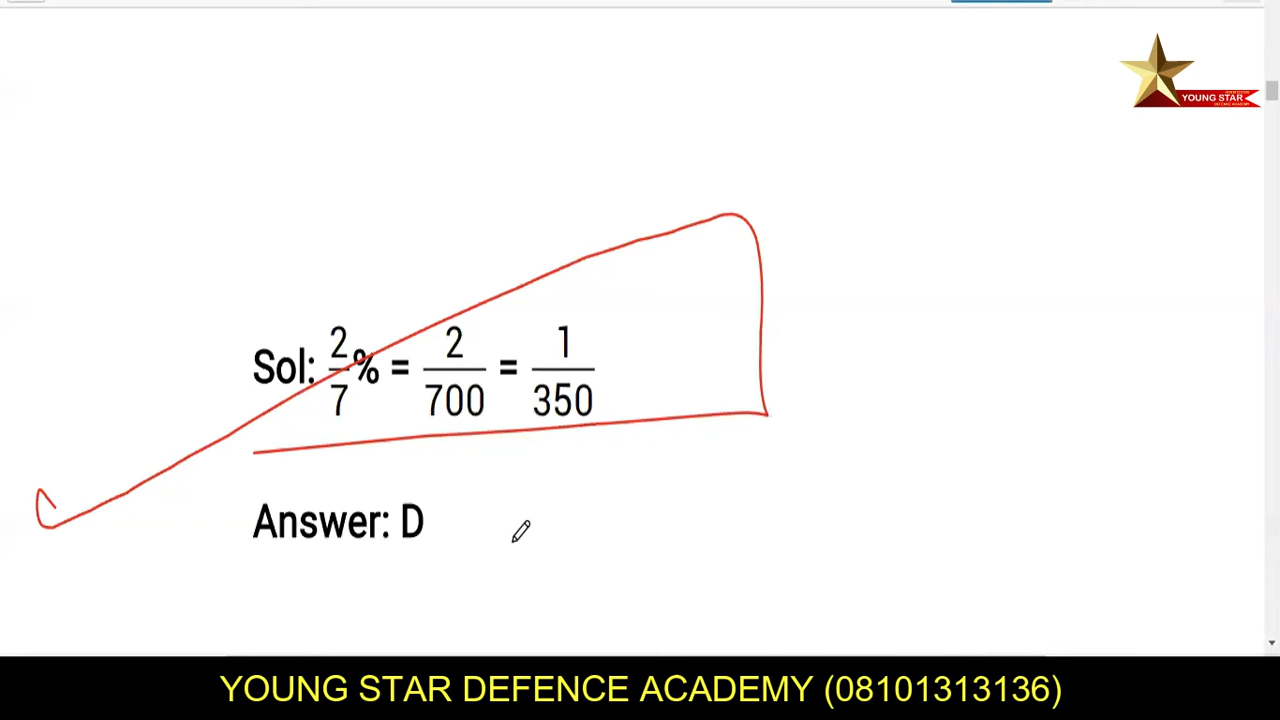 YOUNG STAR
Sol: 2/7% = 2/700 = 1/350
Answer: D
YOUNG STAR DEFENCE ACADEMY (08101313136)